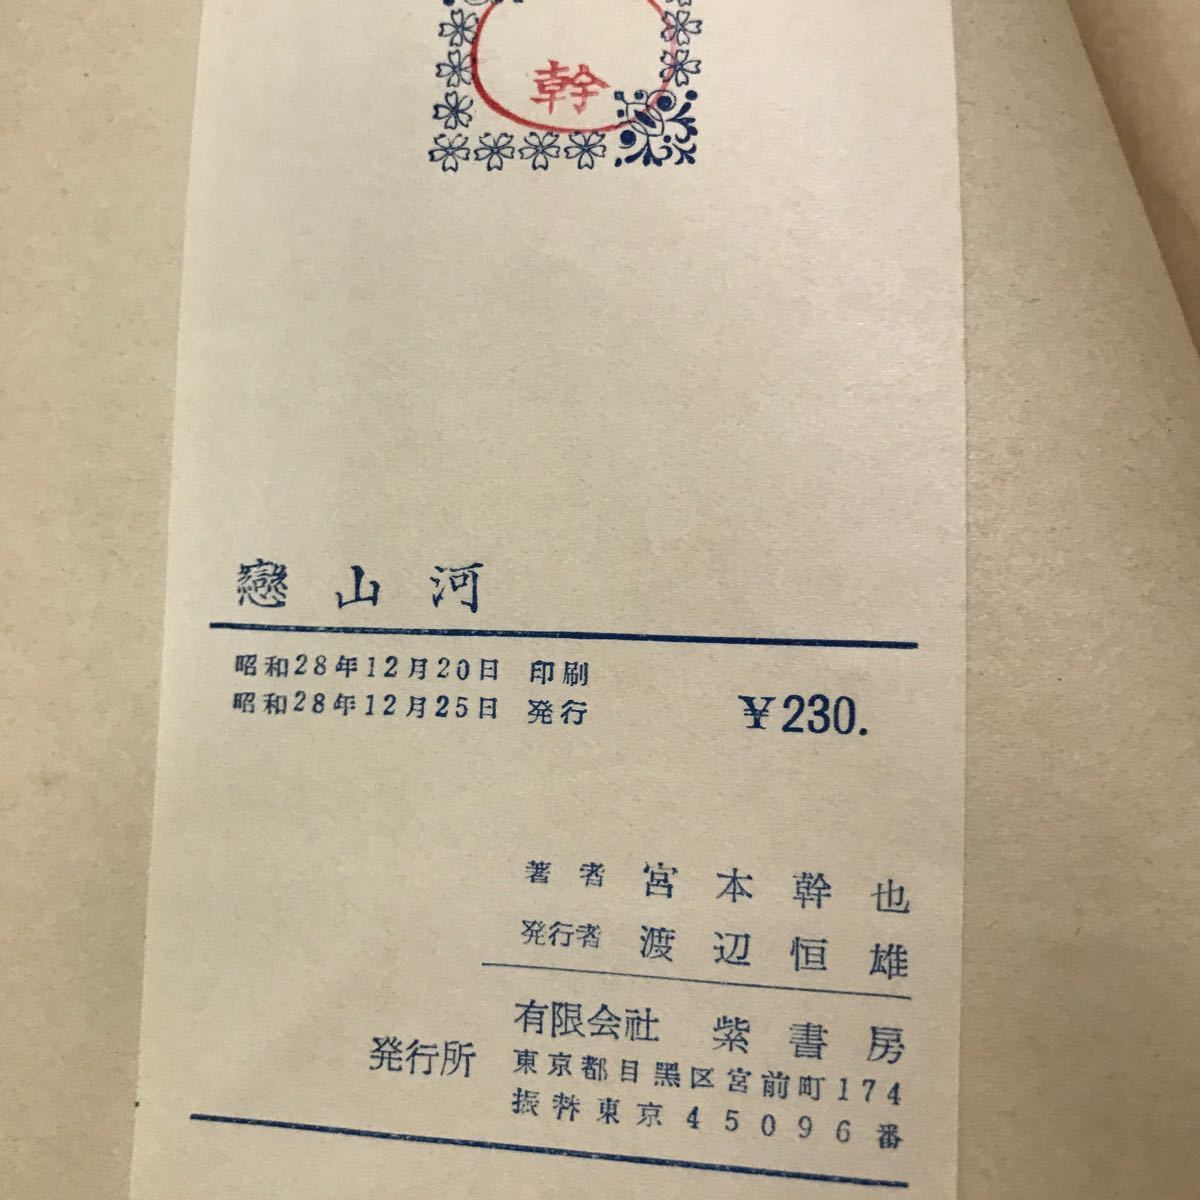 幹
戀山河
昭和28年12月20日 印刷
昭和28年12月25日 発行
￥230.
著者 宮本幹也
発行者 渡辺恒雄
発行所
有限会社 紫書房
東京都目黒区宮前町174
振替東京45096番